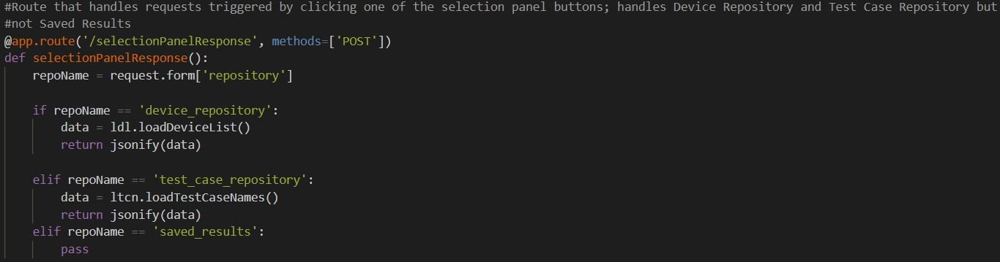 #Route that handles requests triggered by clicking one of the selection panel buttons; handles Device Repository and Test Case Repository but
#not Saved Results
@app.route('/selectionPanelResponse', methods=['POST'])
def selectionPanelResponse():
    repoName = request.form['repository']

    if repoName == 'device_repository':
        data = ldl.loadDeviceList()
        return jsonify(data)

    elif repoName == 'test_case_repository':
        data = ltcn.loadTestCaseNames()
        return jsonify(data)
    elif repoName == 'saved_results':
        pass